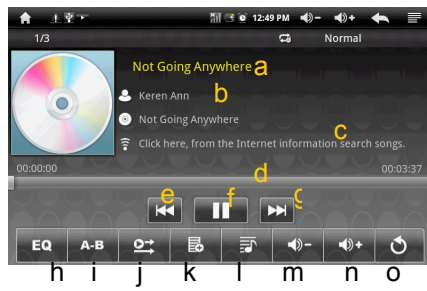 12:49 PM
1/3 Normal
Not Going Anywhere a
Keren Ann b
Not Going Anywhere
c
Click here, from the Internet information search songs.
00:00:00 d 00:03:37
e f g
EQ A-B
h i j k l m n o